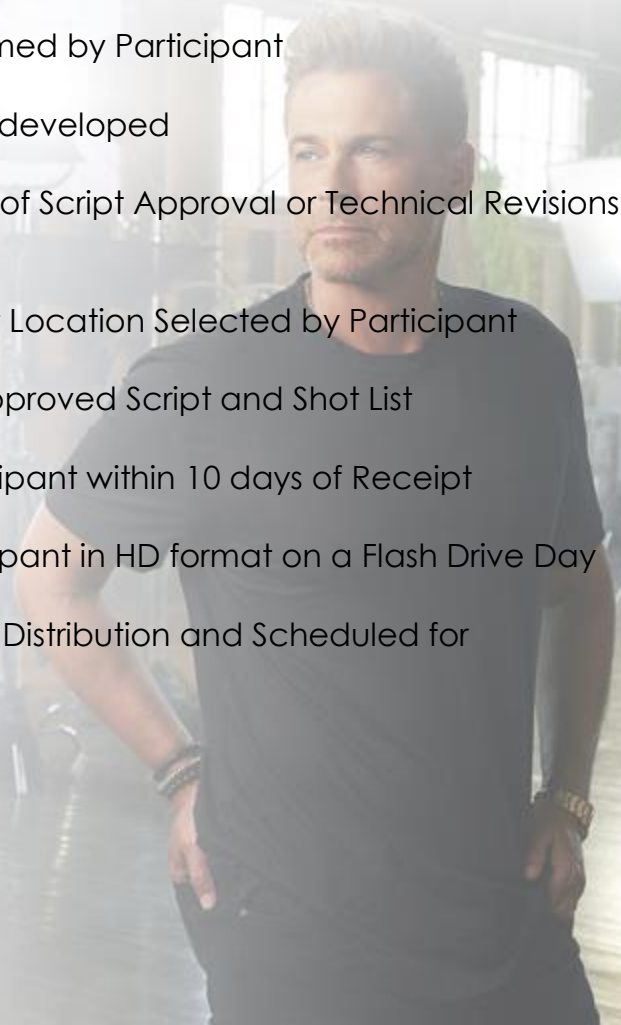 med by Participant
developed
of Script Approval or Technical Revisions
Location Selected by Participant
pproved Script and Shot List
ipant within 10 days of Receipt
pant in HD format on a Flash Drive Day
Distribution and Scheduled for